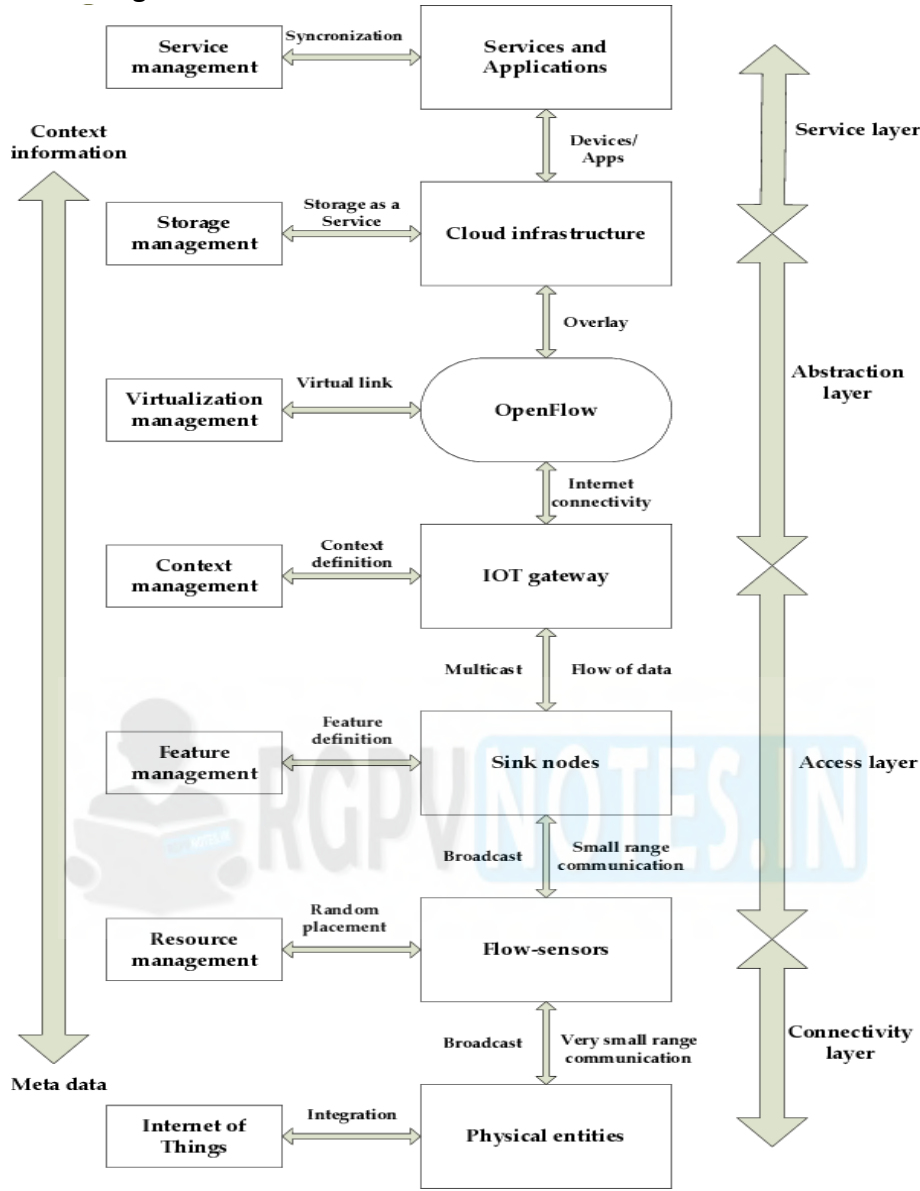 Service
management
Syncronization
Services and
Applications
Service layer
Context
information
Devices/
Apps
Storage
management
Storage as a
Service
Cloud infrastructure
Overlay
Abstraction
layer
Virtualization
management
Virtual link
OpenFlow
Internet
connectivity
Context
management
Context
definition
IOT gateway
Multicast
Flow of data
Feature
management
Feature
definition
Sink nodes
Access layer
RGPVNOTES.IN
Broadcast
Small range
communication
Resource
management
Random
placement
Flow-sensors
Broadcast
Very small range
communication
Connectivity
layer
Meta data
Internet of
Things
Integration
Physical entities